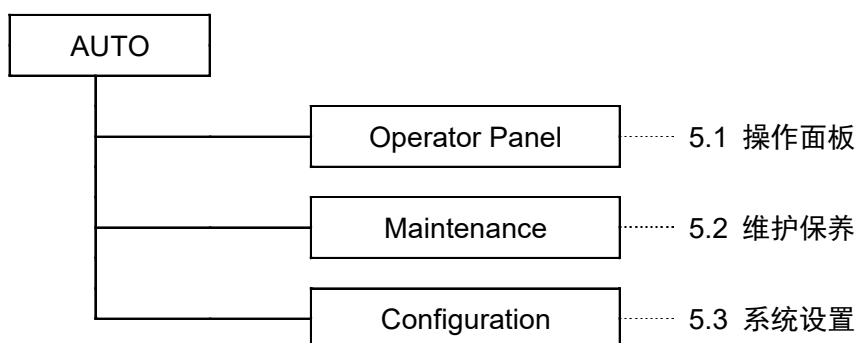 AUTO
Operator Panel 5.1 操作面板
Maintenance 5.2 维护保养
Configuration 5.3 系统设置